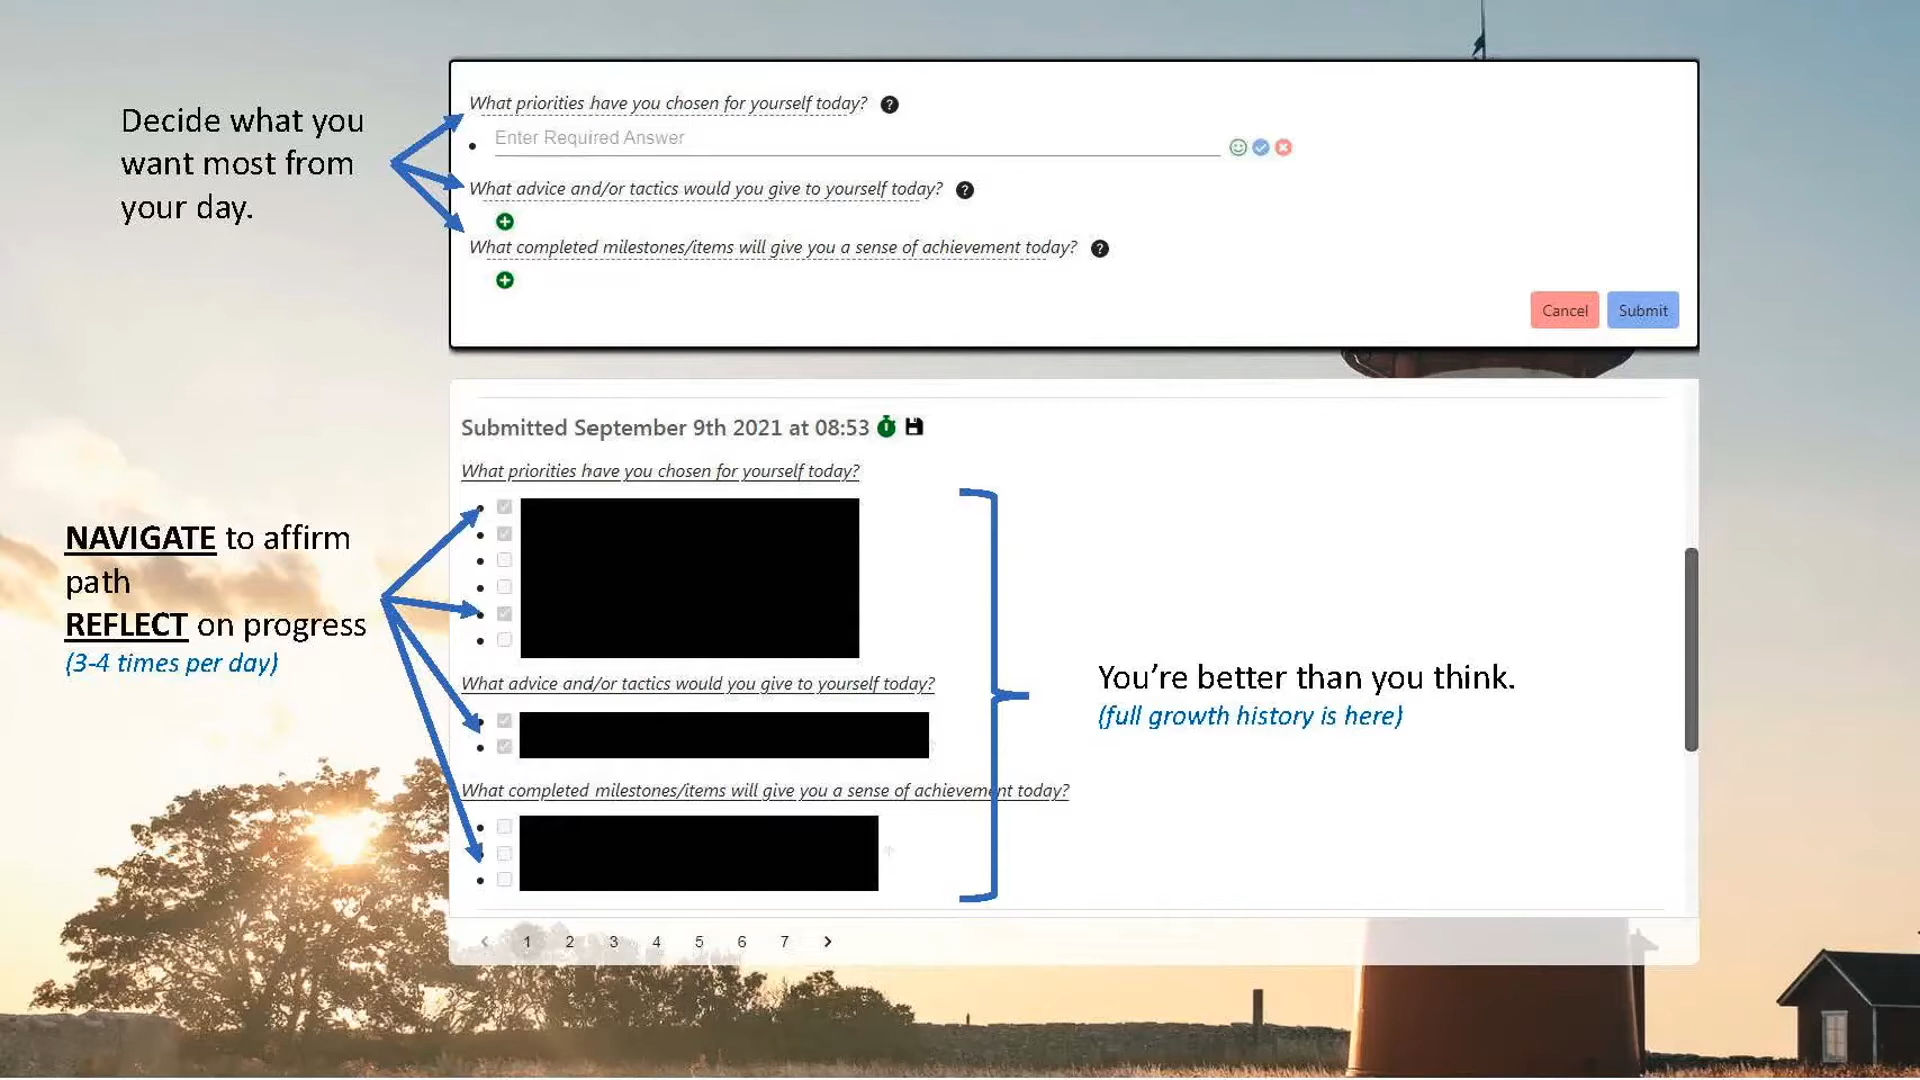 Decide what you
want most from
your day.
What priorities have you chosen for yourself today? ?
Enter Required Answer
What advice and/or tactics would you give to yourself today? ?
What completed milestones/items will give you a sense of achievement today? ?
Cancel Submit
Submitted September 9th 2021 at 08:53
What priorities have you chosen for yourself today?
NAVIGATE to affirm
path
REFLECT on progress
(3-4 times per day)
What advice and/or tactics would you give to yourself today?
You’re better than you think.
(full growth history is here)
What completed milestones/items will give you a sense of achievement today?
‹ 1 2 3 4 5 6 7 ›